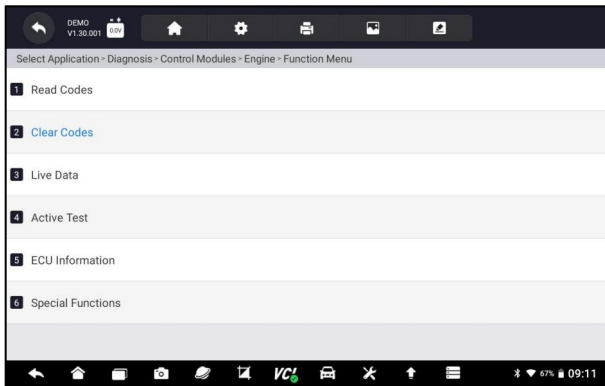 DEMO
V1.30.001
0.0V
Select Application > Diagnosis > Control Modules > Engine > Function Menu
1 Read Codes
2 Clear Codes
3 Live Data
4 Active Test
5 ECU Information
6 Special Functions
VCI 67% 09:11